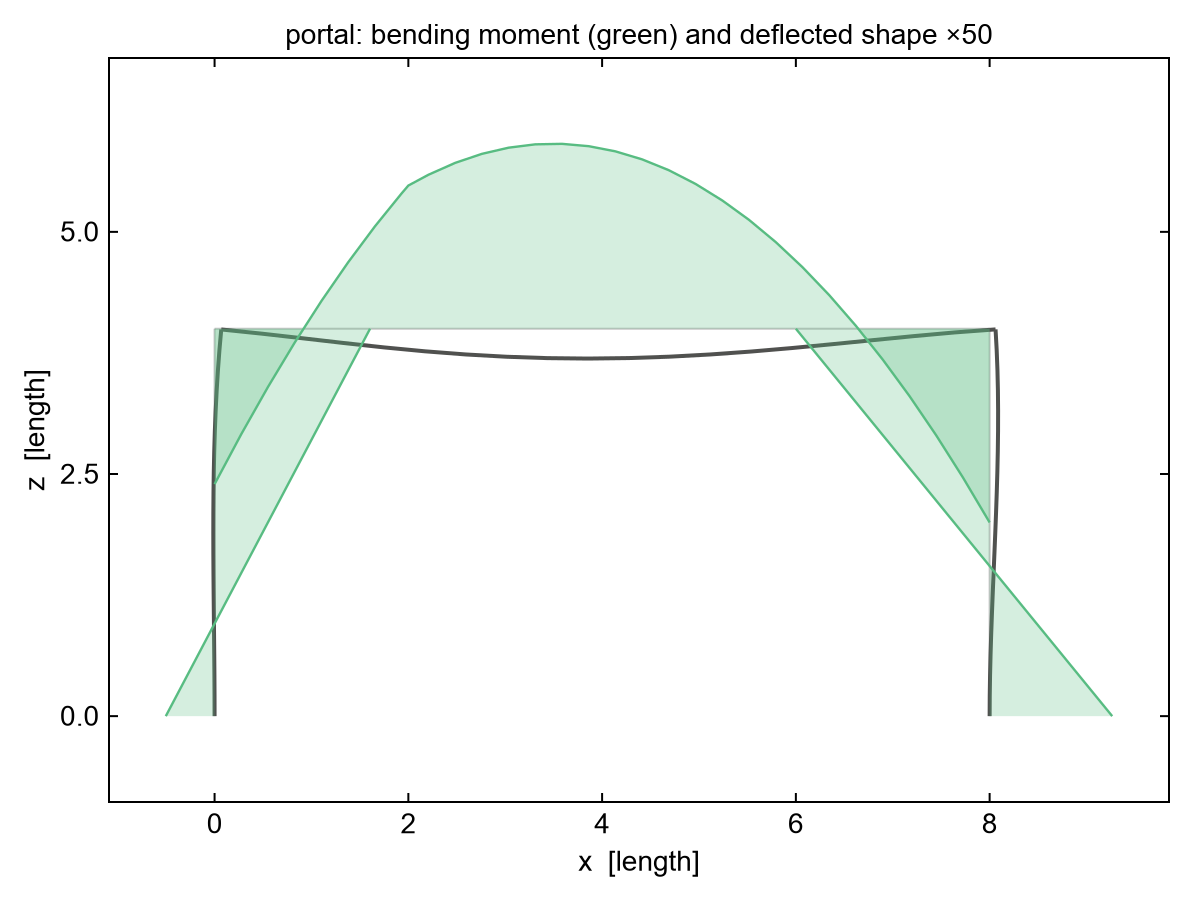 portal: bending moment (green) and deflected shape ×50
z [length]
5.0
2.5
0.0
0 2 4 6 8
x [length]